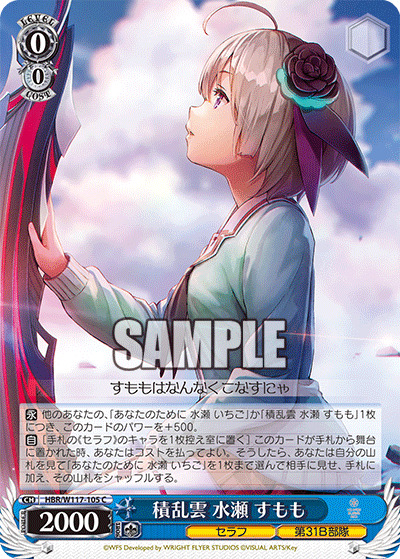 LEVEL
0
0
COST
SAMPLE
すももはなんなくこなすにゃ
永 他のあなたの、「あなたのために 水瀬 いちご」か「積乱雲 水瀬 すもも」1枚
につき、このカードのパワーを+500。
自 [手札の《セラフ》のキャラを1枚控え室に置く] このカードが手札から舞台
に置かれた時、あなたはコストを払ってよい。そうしたら、あなたは自分の山
札を見て「あなたのために 水瀬 いちご」を1枚まで選んで相手に見せ、手札に
加え、その山札をシャッフルする。
CH
HBR/W117-105 C
POWER
2000
積乱雲 水瀬 すもも
セラフ
第31B部隊
©WFS Developed by WRIGHT FLYER STUDIOS ©VISUAL ARTS/Key